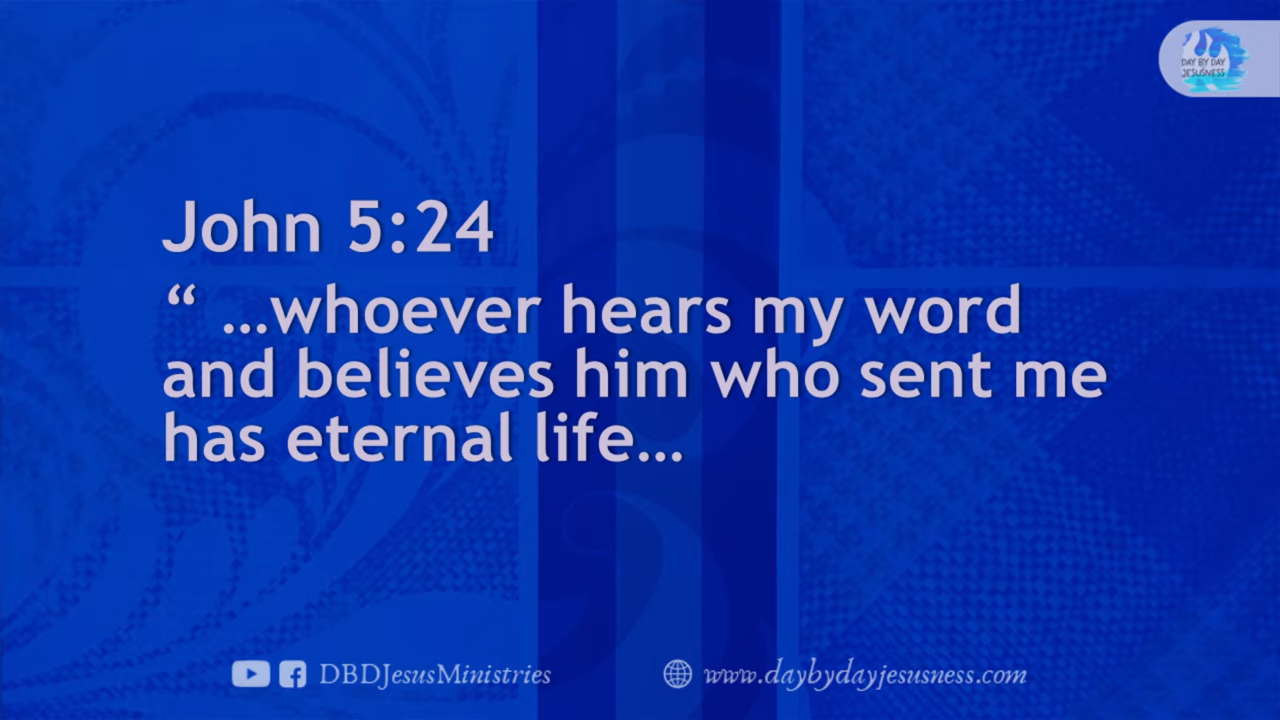 DAY BY DAY
JESUSNESS
John 5:24
“ …whoever hears my word
and believes him who sent me
has eternal life…
DBDJesusMinistries
www.daybydayjesusness.com